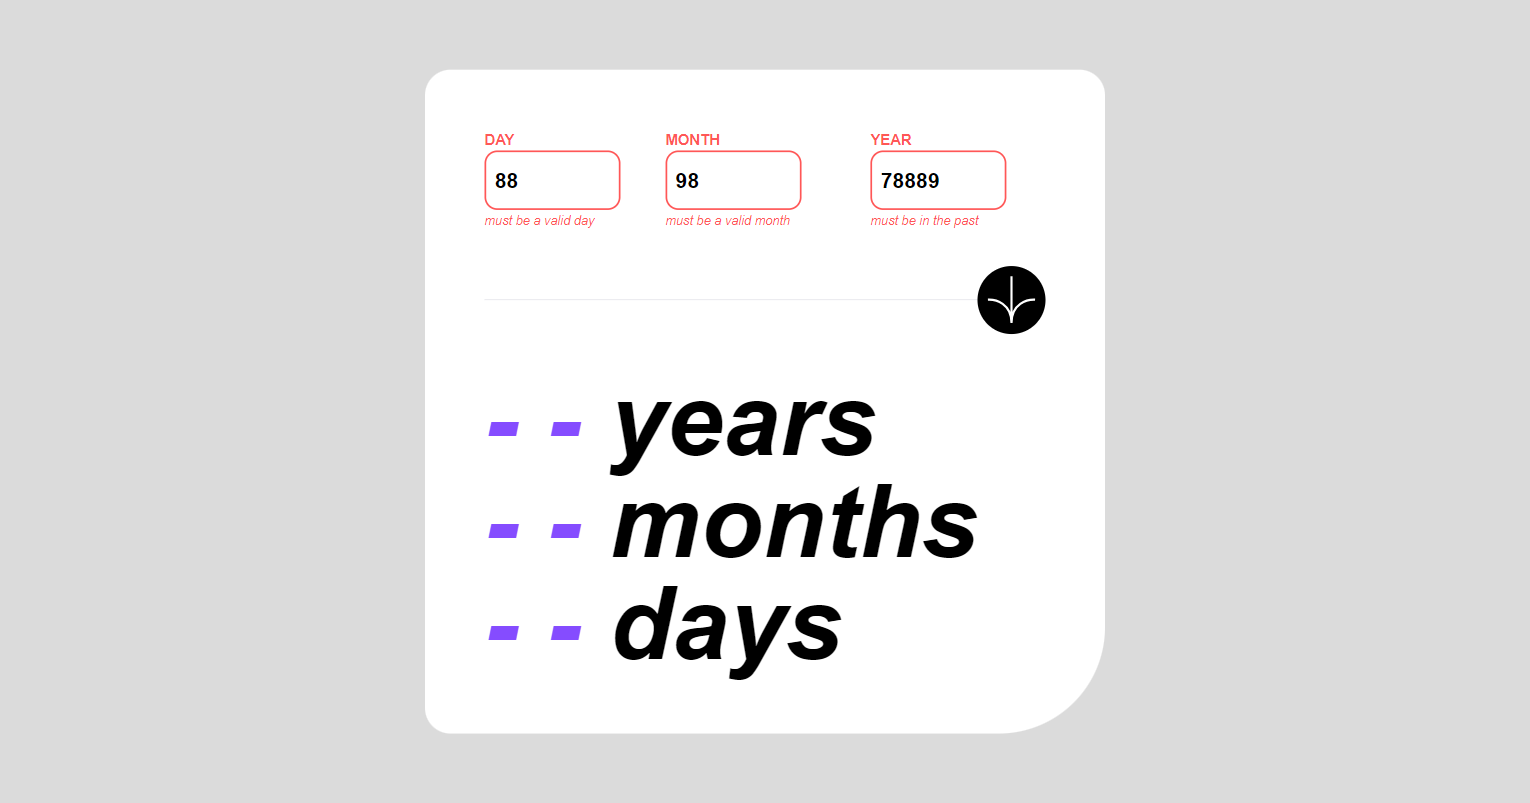 DAY MONTH YEAR
88 98 78889
must be a valid day must be a valid month must be in the past
- - years
- - months
- - days